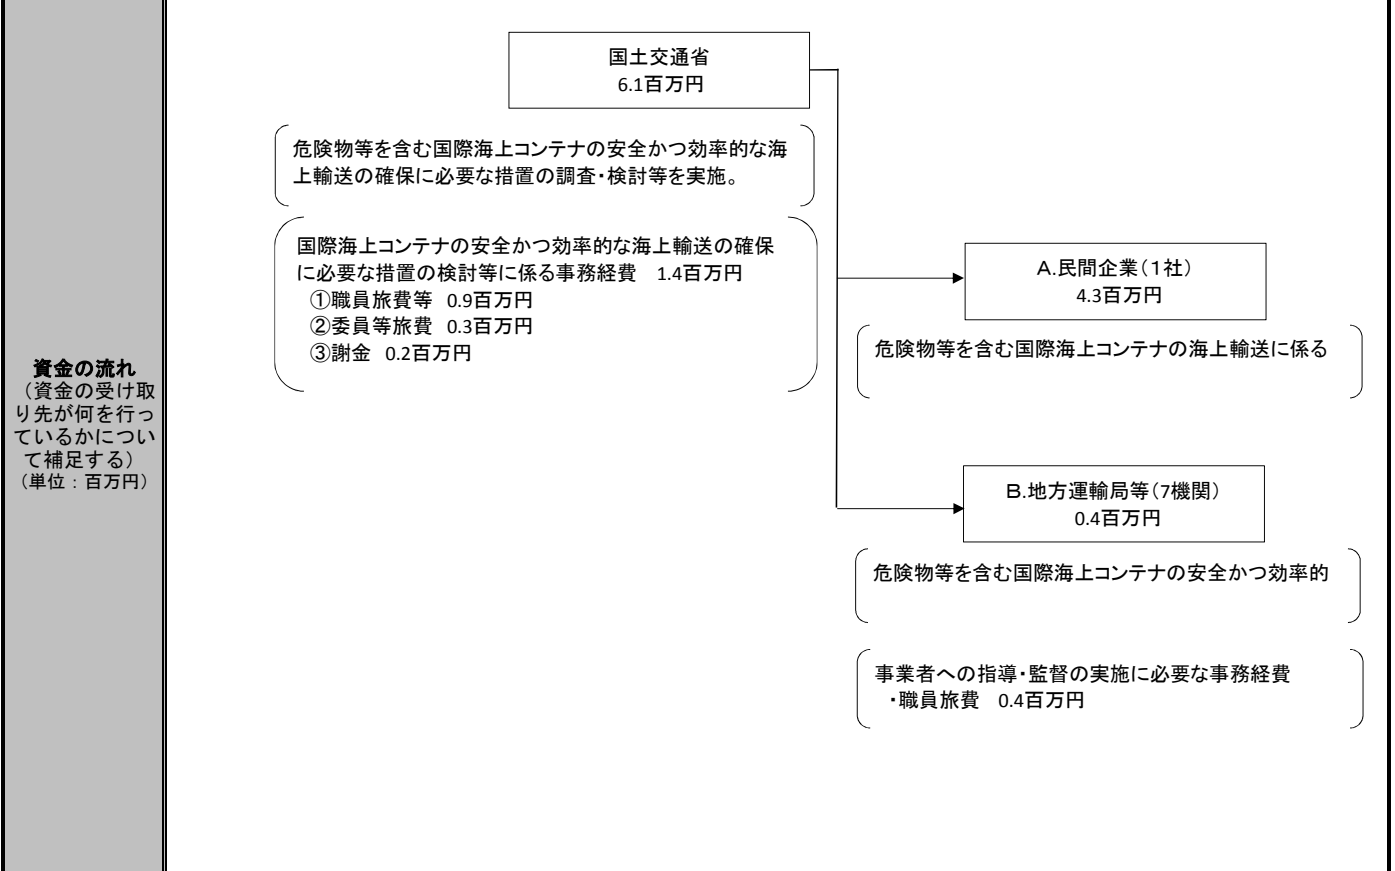 資金の流れ
（資金の受け取
り先が何を行っ
ているかについ
て補足する）
（単位：百万円）
国土交通省
6.1百万円
危険物等を含む国際海上コンテナの安全かつ効率的な海
上輸送の確保に必要な措置の調査・検討等を実施。
国際海上コンテナの安全かつ効率的な海上輸送の確保
に必要な措置の検討等に係る事務経費　1.4百万円
①職員旅費等　0.9百万円
②委員等旅費　0.3百万円
③謝金　0.2百万円
A.民間企業（１社）
4.3百万円
危険物等を含む国際海上コンテナの海上輸送に係る
Ｂ.地方運輸局等（7機関）
0.4百万円
危険物等を含む国際海上コンテナの安全かつ効率的
事業者への指導・監督の実施に必要な事務経費
・職員旅費　0.4百万円